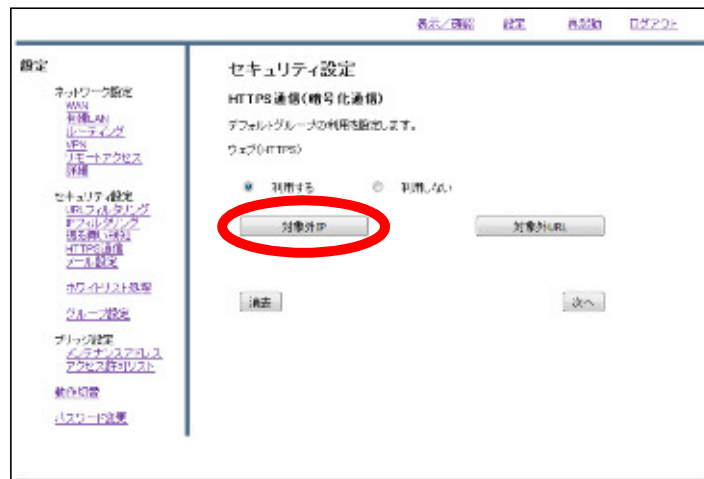 表示／確認 設定 再起動 ログアウト
設定
ネットワーク設定
WAN
有線LAN
ルーティング
VPN
リモートアクセス
詳細
セキュリティ設定
URLフィルタリング
IPフィルタリング
振る舞い検知
HTTPS通信
メール設定
ホワイトリスト処理
グループ設定
ブリッジ設定
メンテナンスアドレス
アクセス許可リスト
動作切替
パスワード変更
セキュリティ設定
HTTPS通信(暗号化通信)
デフォルトグループの利用を設定します。
ウェブ(HTTPS)
利用する 利用しない
対象外IP 対象外URL
消去 次へ